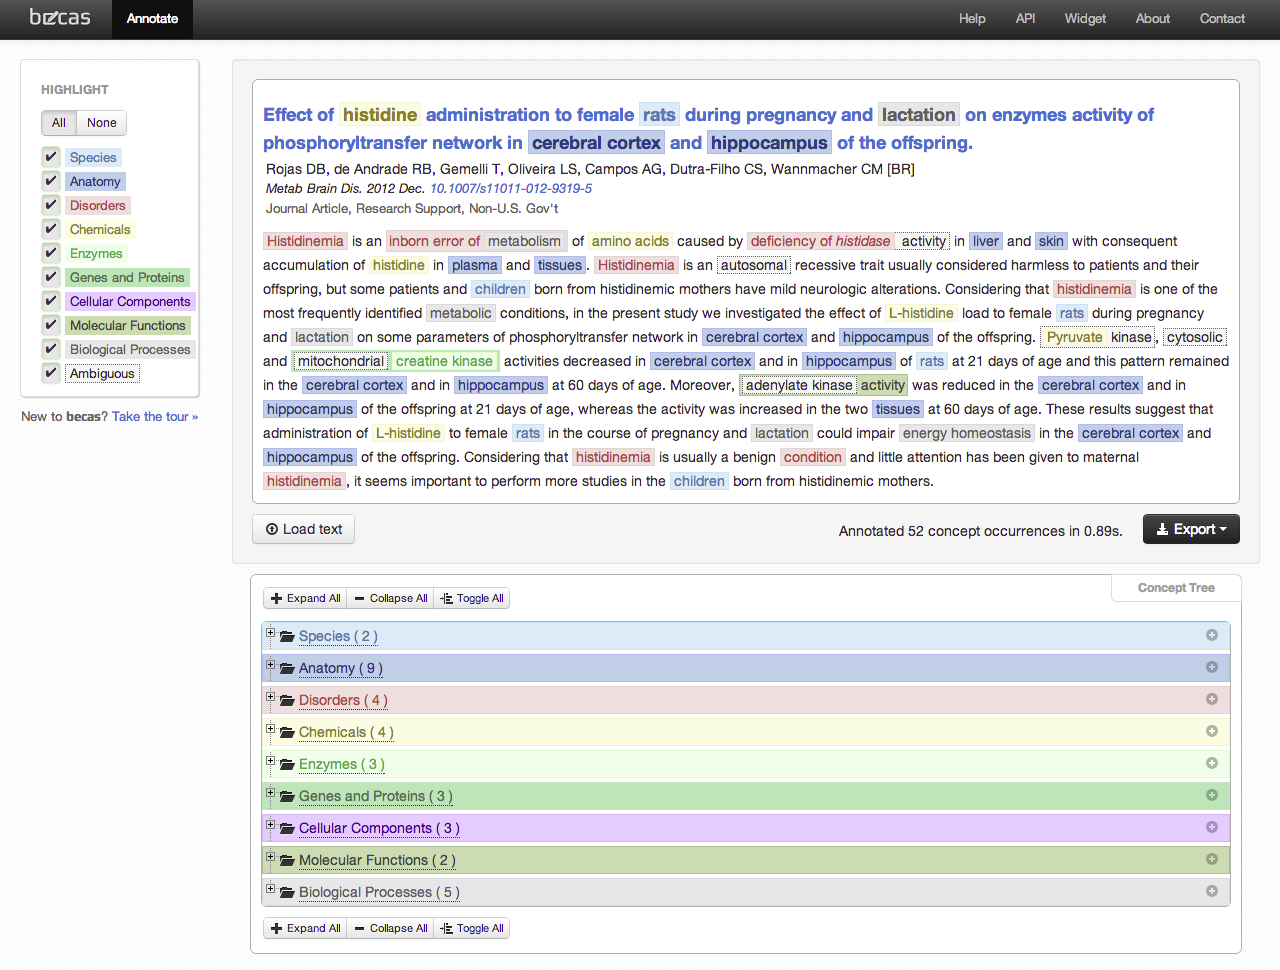 becas Annotate Help API Widget About Contact
HIGHLIGHT
All None
Species
Anatomy
Disorders
Chemicals
Enzymes
Genes and Proteins
Cellular Components
Molecular Functions
Biological Processes
Ambiguous
New to becas? Take the tour »
Effect of histidine administration to female rats during pregnancy and lactation on enzymes activity of
phosphoryltransfer network in cerebral cortex and hippocampus of the offspring.
Rojas DB, de Andrade RB, Gemelli T, Oliveira LS, Campos AG, Dutra-Filho CS, Wannmacher CM [BR]
Metab Brain Dis. 2012 Dec. 10.1007/s11011-012-9319-5
Journal Article, Research Support, Non-U.S. Gov't
Histidinemia is an inborn error of metabolism of amino acids caused by deficiency of histidase activity in liver and skin with consequent
accumulation of histidine in plasma and tissues. Histidinemia is an autosomal recessive trait usually considered harmless to patients and their
offspring, but some patients and children born from histidinemic mothers have mild neurologic alterations. Considering that histidinemia is one of the
most frequently identified metabolic conditions, in the present study we investigated the effect of L-histidine load to female rats during pregnancy
and lactation on some parameters of phosphoryltransfer network in cerebral cortex and hippocampus of the offspring. Pyruvate kinase, cytosolic
and mitochondrial creatine kinase activities decreased in cerebral cortex and in hippocampus of rats at 21 days of age and this pattern remained
in the cerebral cortex and in hippocampus at 60 days of age. Moreover, adenylate kinase activity was reduced in the cerebral cortex and in
hippocampus of the offspring at 21 days of age, whereas the activity was increased in the two tissues at 60 days of age. These results suggest that
administration of L-histidine to female rats in the course of pregnancy and lactation could impair energy homeostasis in the cerebral cortex and
hippocampus of the offspring. Considering that histidinemia is usually a benign condition and little attention has been given to maternal
histidinemia, it seems important to perform more studies in the children born from histidinemic mothers.
Load text Annotated 52 concept occurrences in 0.89s. Export
Concept Tree
Expand All Collapse All Toggle All
Species ( 2 )
Anatomy ( 9 )
Disorders ( 4 )
Chemicals ( 4 )
Enzymes ( 3 )
Genes and Proteins ( 3 )
Cellular Components ( 3 )
Molecular Functions ( 2 )
Biological Processes ( 5 )
Expand All Collapse All Toggle All